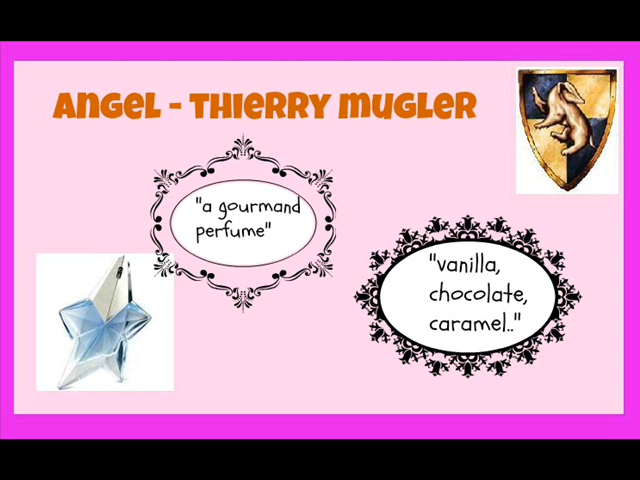 Angel - Thierry Mugler
"a gourmand
perfume"
"vanilla,
chocolate,
caramel.."